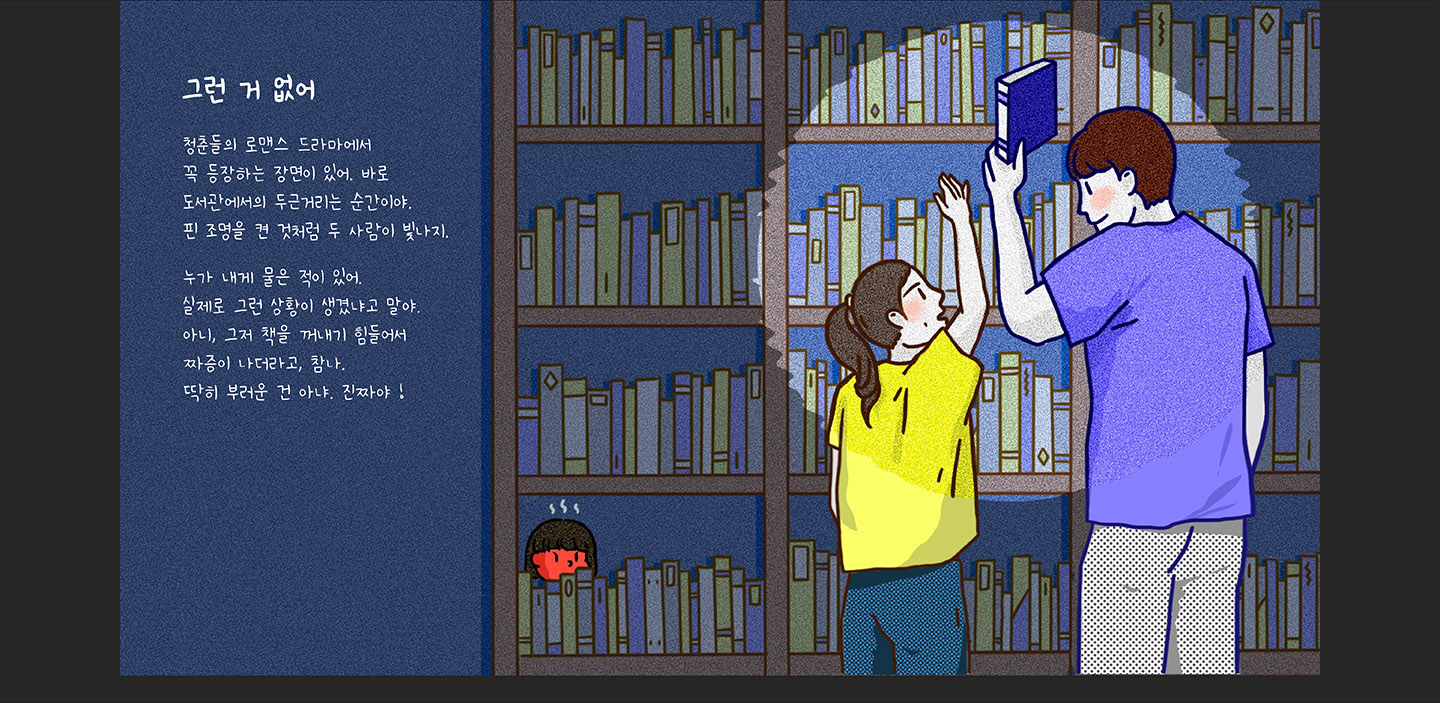 그런 거 없어
청춘들의 로맨스 드라마에서
꼭 등장하는 장면이 있어. 바로
도서관에서의 두근거리는 순간이야.
핀 조명을 켠 것처럼 두 사람이 빛나지.
누가 내게 물은 적이 있어.
실제로 그런 상황이 생겼냐고 말야.
아니, 그저 책을 꺼내기 힘들어서
짜증이 나더라고, 참나.
딱히 부러운 건 아냐. 진짜야 !